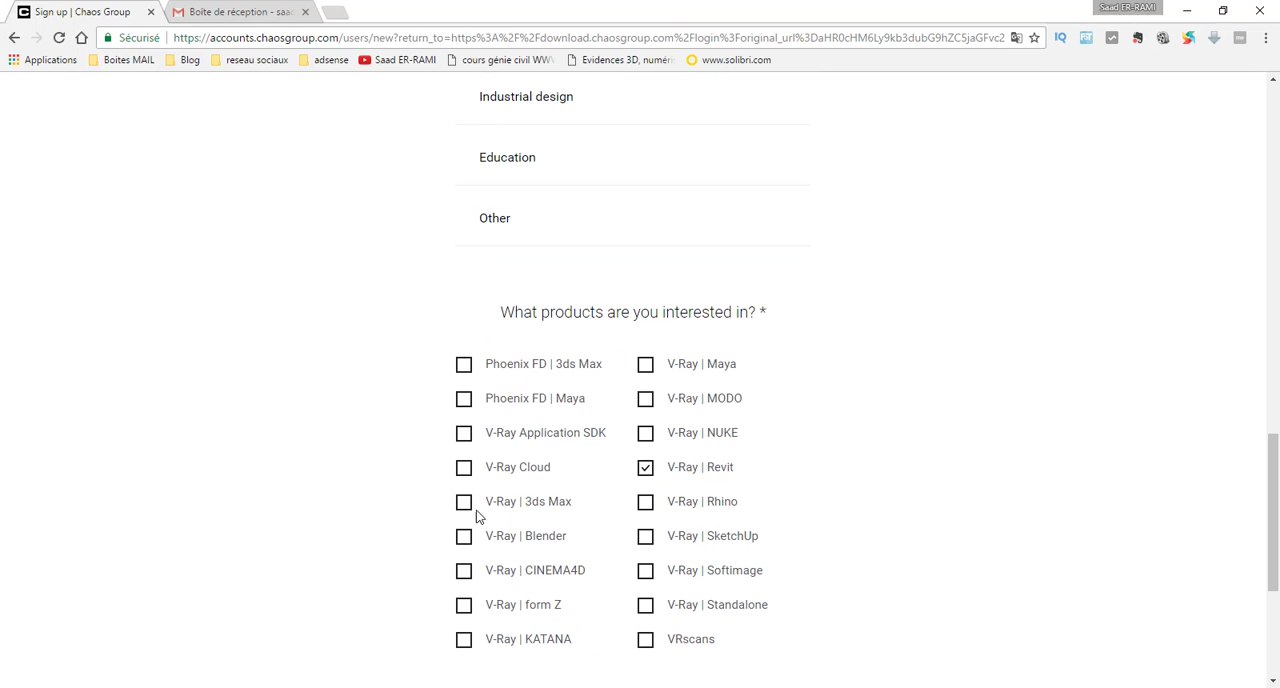 Sign up | Chaos Group
Boîte de réception - saad
Saad ER-RAMI
Sécurisé
https://accounts.chaosgroup.com/users/new?return_to=https%3A%2F%2Fdownload.chaosgroup.com%2Flogin%3Foriginal_url%3DaHR0cHM6Ly9kb3dubG9hZC5jaGFvc2
Applications
Boites MAIL
Blog
reseau sociaux
adsense
Saad ER-RAMI
cours génie civil WW
Evidences 3D, numéri
www.solibri.com
Industrial design
Education
Other
What products are you interested in? *
Phoenix FD | 3ds Max
V-Ray | Maya
Phoenix FD | Maya
V-Ray | MODO
V-Ray Application SDK
V-Ray | NUKE
V-Ray Cloud
V-Ray | Revit
V-Ray | 3ds Max
V-Ray | Rhino
V-Ray | Blender
V-Ray | SketchUp
V-Ray | CINEMA4D
V-Ray | Softimage
V-Ray | form Z
V-Ray | Standalone
V-Ray | KATANA
VRscans